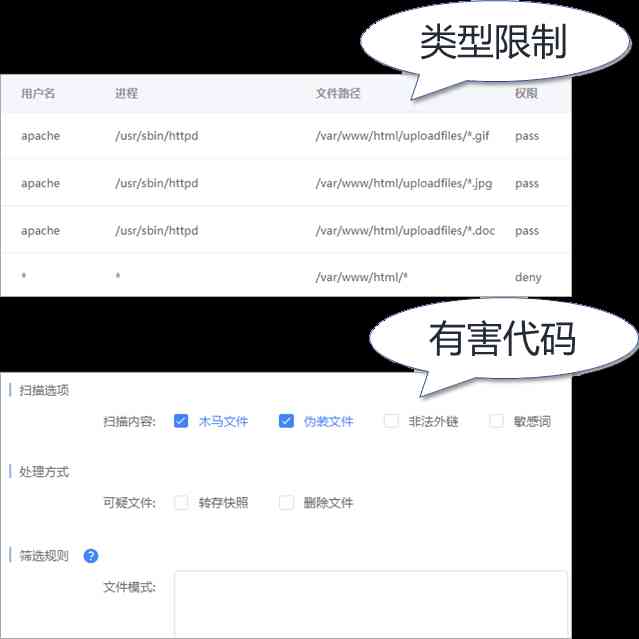 类型限制
用户名 进程 文件路径 权限
apache /usr/sbin/httpd /var/www/html/uploadfiles/*.gif pass
apache /usr/sbin/httpd /var/www/html/uploadfiles/*.jpg pass
apache /usr/sbin/httpd /var/www/html/uploadfiles/*.doc pass
* * /var/www/html/* deny
有害代码
扫描选项
扫描内容: 木马文件 伪装文件 非法外链 敏感词
处理方式
可疑文件: 转存快照 删除文件
筛选规则 ?
文件模式: